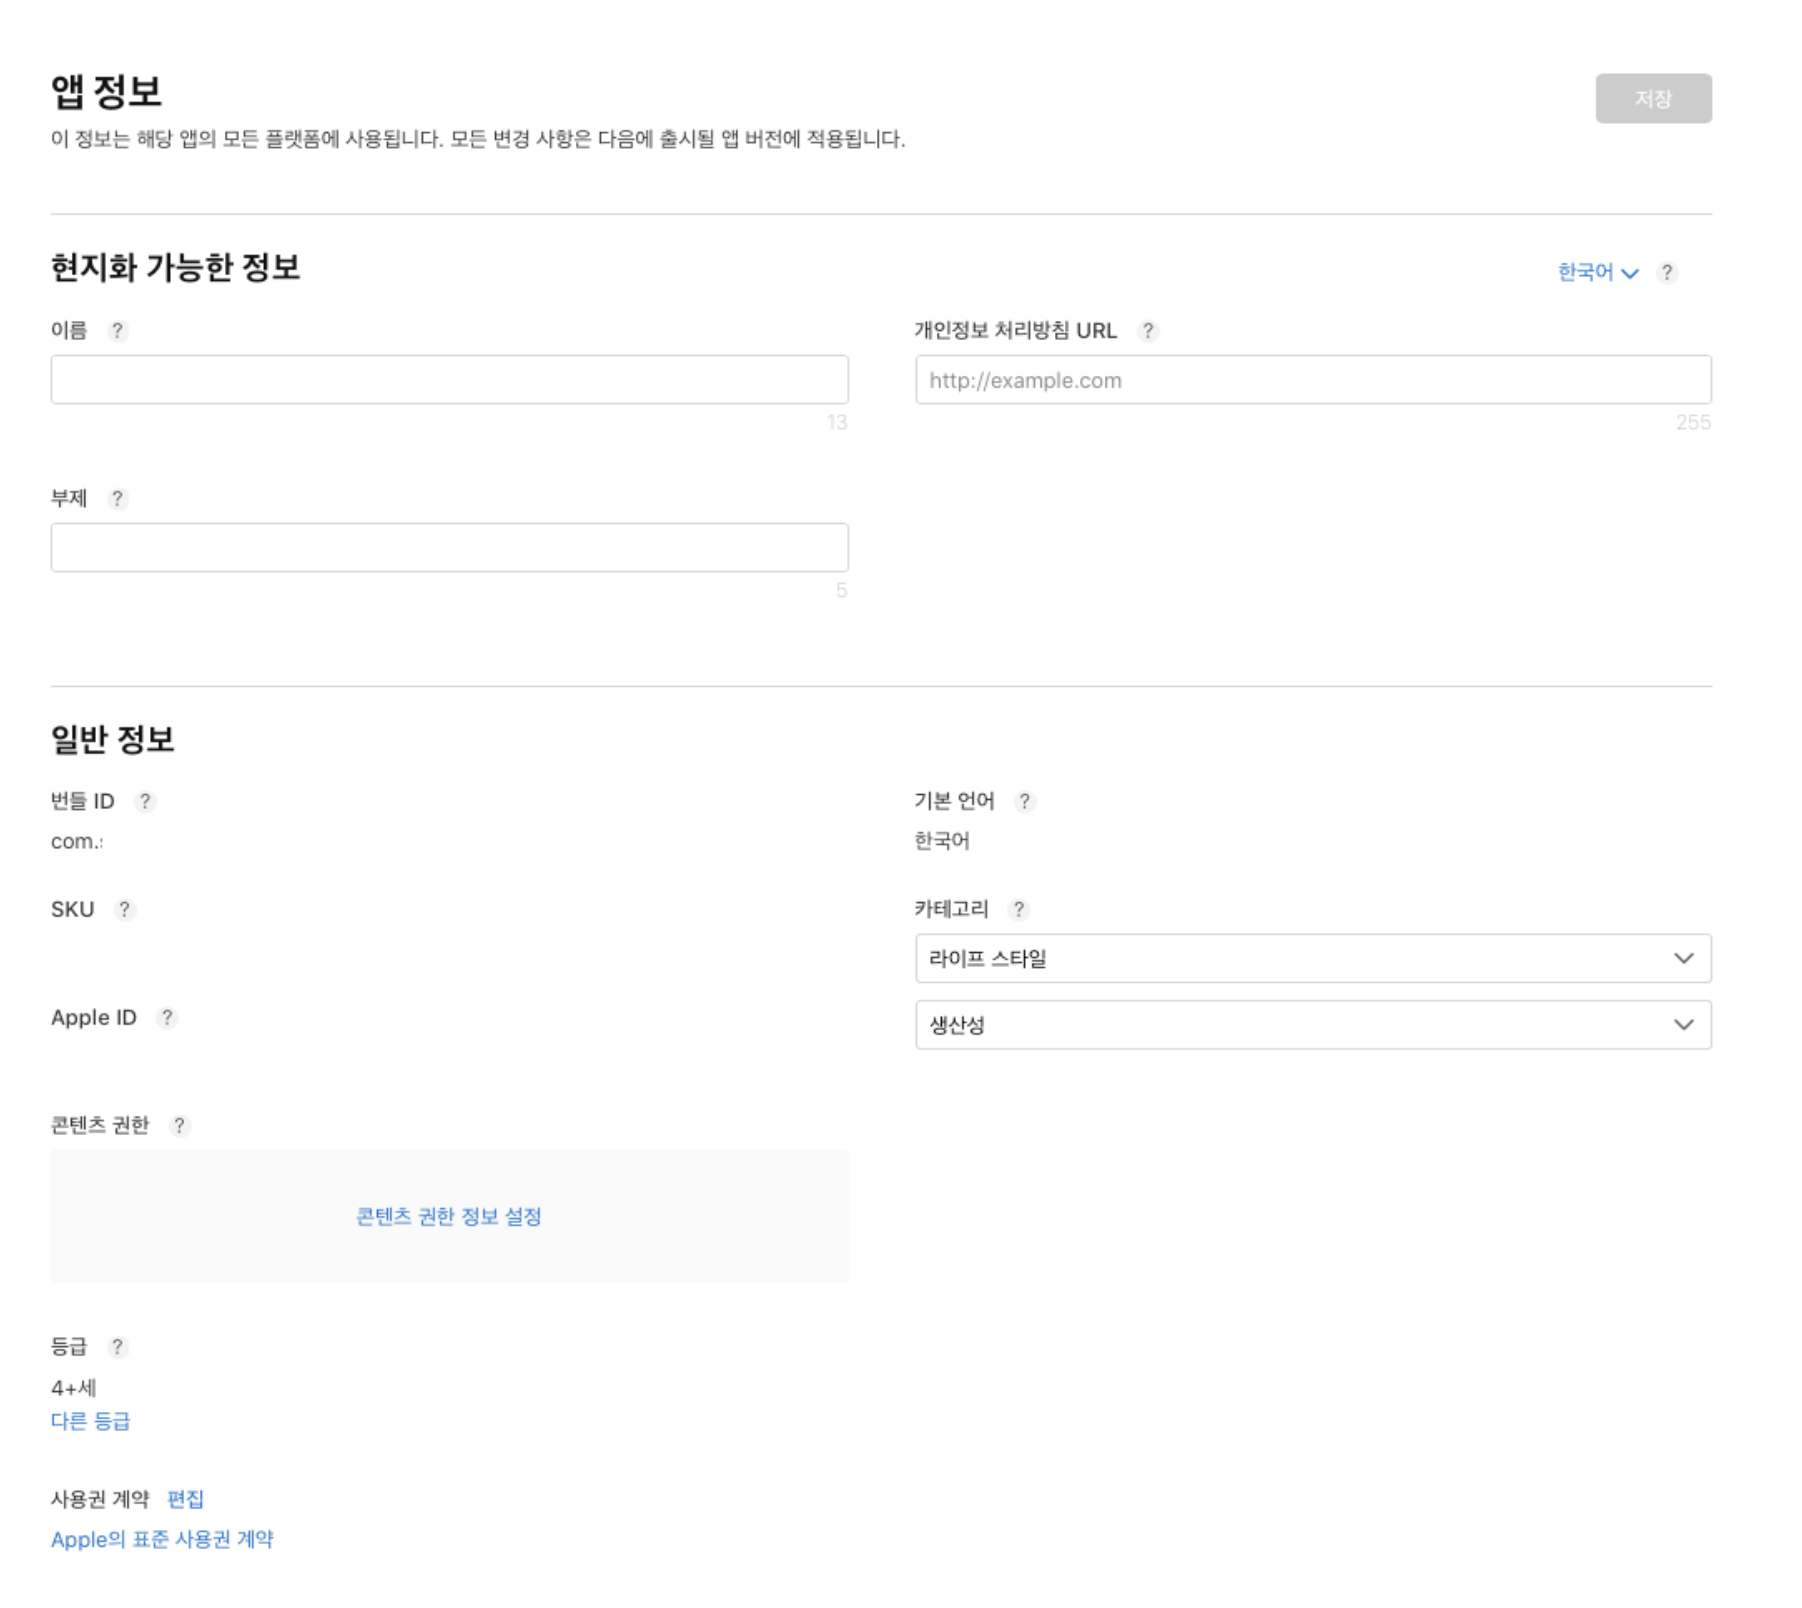 앱 정보
저장
이 정보는 해당 앱의 모든 플랫폼에 사용됩니다. 모든 변경 사항은 다음에 출시될 앱 버전에 적용됩니다.
현지화 가능한 정보
한국어 ?
이름 ?
개인정보 처리방침 URL ?
http://example.com
13
255
부제 ?
5
일반 정보
번들 ID ?
기본 언어 ?
com.
한국어
SKU ?
카테고리 ?
라이프 스타일
Apple ID ?
생산성
콘텐츠 권한 ?
콘텐츠 권한 정보 설정
등급 ?
4+세
다른 등급
사용권 계약 편집
Apple의 표준 사용권 계약